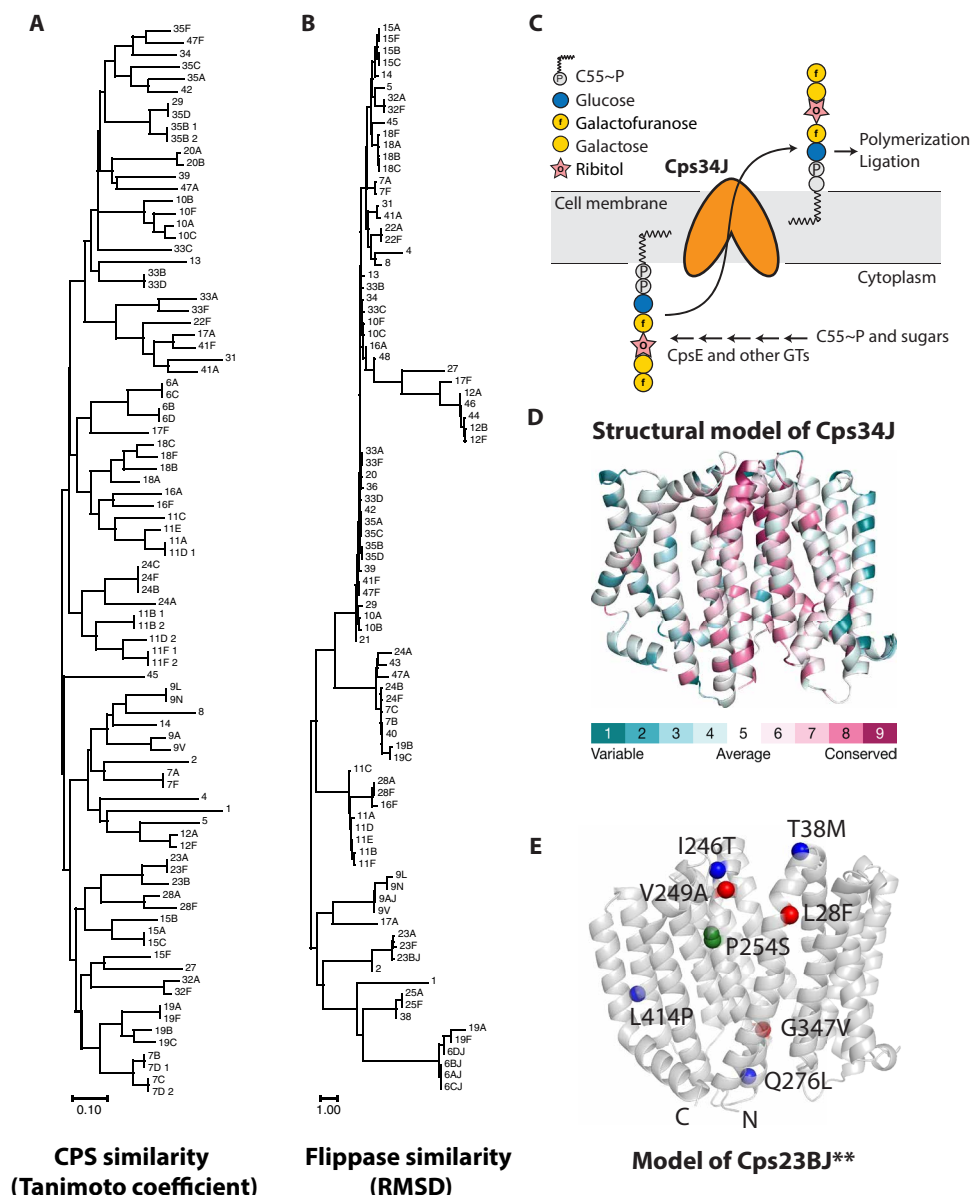 A
35F
47F
34
35C
35A
42
29
35D
35B 1
35B 2
20A
20B
39
47A
10B
10F
10A
10C
33C
13
33B
33D
33A
33F
22F
17A
41F
31
41A
6A
6C
6B
6D
17F
18C
18F
18B
18A
16A
16F
11C
11E
11A
11D 1
24C
24F
24B
24A
11B 1
11B 2
11D 2
11F 1
11F 2
45
9L
9N
8
14
9A
9V
2
7A
7F
4
1
5
12A
12F
23A
23F
23B
28A
28F
15B
15A
15C
15F
27
32A
32F
19A
19F
19B
19C
7B
7D 1
7C
7D 2
0.10
CPS similarity
(Tanimoto coefficient)
B
15A
15F
15B
15C
14
5
32A
32F
45
18F
18A
18B
18C
7A
7F
31
41A
22A
22F
4
8
13
33B
34
33C
10F
10C
16A
48
27
17F
12A
46
44
12B
12F
33A
33F
20
36
33D
42
35A
35C
35B
35D
39
41F
47F
29
10A
10B
21
24A
43
47A
24B
24F
7C
7B
40
19B
19C
11C
28A
28F
16F
11A
11D
11E
11B
11F
9L
9N
9AJ
9V
17A
23A
23F
23BJ
2
1
25A
25F
38
19A
19F
6DJ
6BJ
6AJ
6CJ
1.00
Flippase similarity
(RMSD)
C
P C55~P
Glucose
f Galactofuranose
Galactose
o Ribitol
Cps34J
f
o
f
P
Polymerization
Ligation
Cell membrane
Cytoplasm
P
P
f
o
f
C55~P and sugars
CpsE and other GTs
D
Structural model of Cps34J
1 2 3 4 5 6 7 8 9
Variable Average Conserved
E
T38M
I246T
V249A
L28F
P254S
L414P
G347V
Q276L
C N
Model of Cps23BJ**